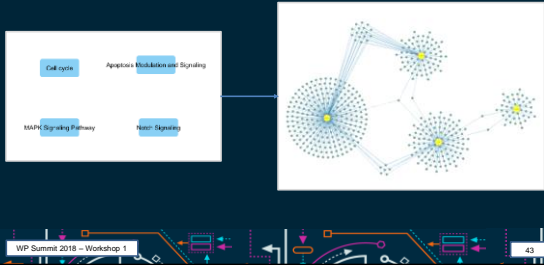 Cell cycle
Apoptosis Modulation and Signaling
MAPK Signaling Pathway
Notch Signaling
WP Summit 2018 – Workshop 1
43